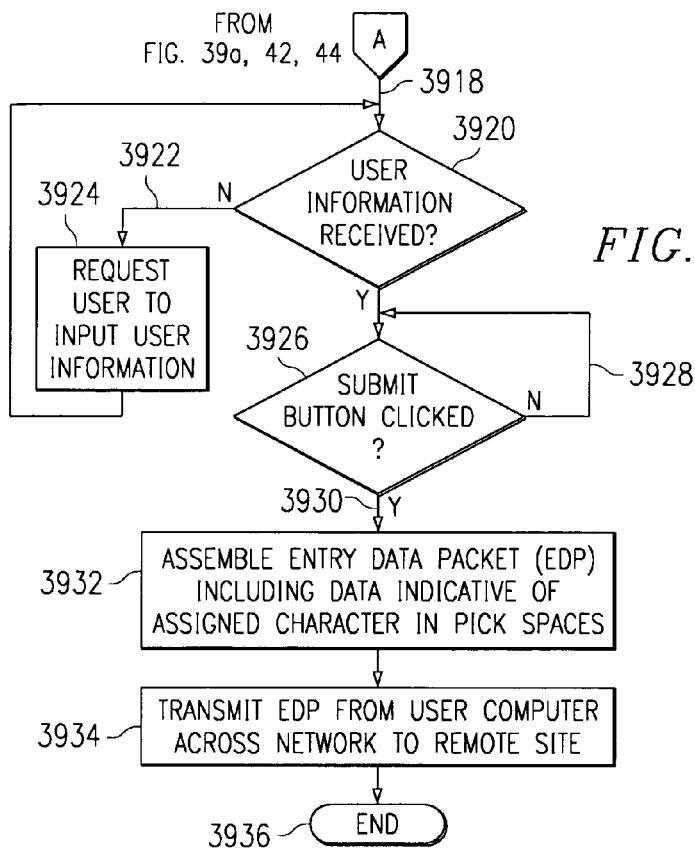 FROM
FIG. 39a, 42, 44
A
3918
3920
3922
N
USER
INFORMATION
RECEIVED?
3924
REQUEST
USER TO
INPUT USER
INFORMATION
FIG.
Y
3926
SUBMIT
BUTTON CLICKED
?
N
3928
3930
Y
3932
ASSEMBLE ENTRY DATA PACKET (EDP)
INCLUDING DATA INDICATIVE OF
ASSIGNED CHARACTER IN PICK SPACES
3934
TRANSMIT EDP FROM USER COMPUTER
ACROSS NETWORK TO REMOTE SITE
3936
END